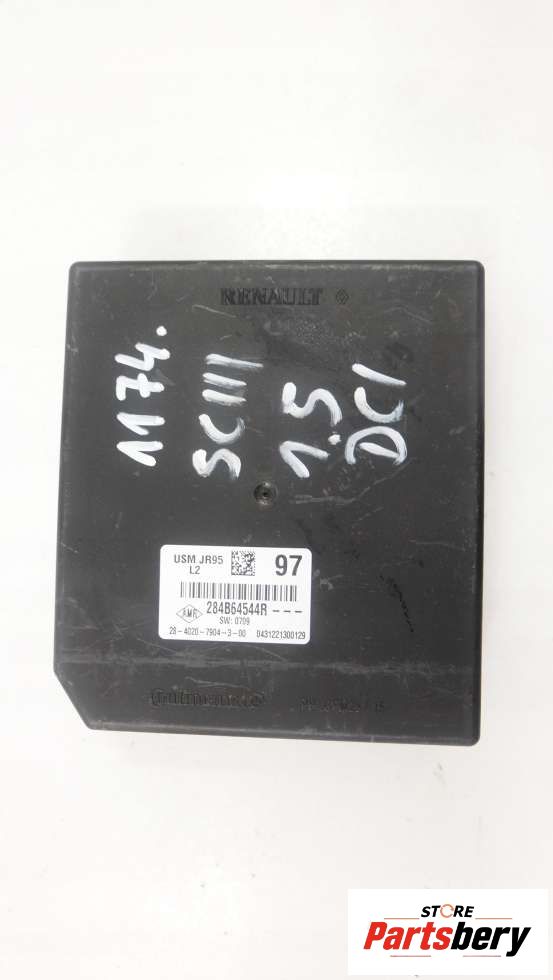 RENAULT
1174.
SCIII
1.5
DCI
USM JR95
L2
97
284B64544R---
SW: 0709
28-4020-7904-3-00 0431221300129
Continental
STORE
Partsbery